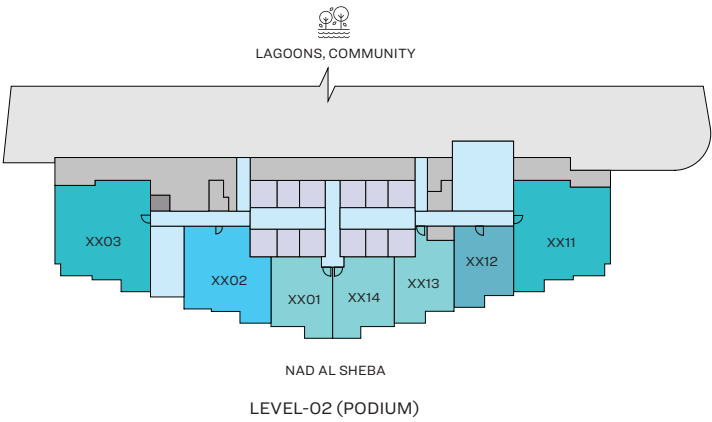 LAGOONS, COMMUNITY
XX03
XX02
XX01
XX14
XX13
XX12
XX11
NAD AL SHEBA
LEVEL-02 (PODIUM)